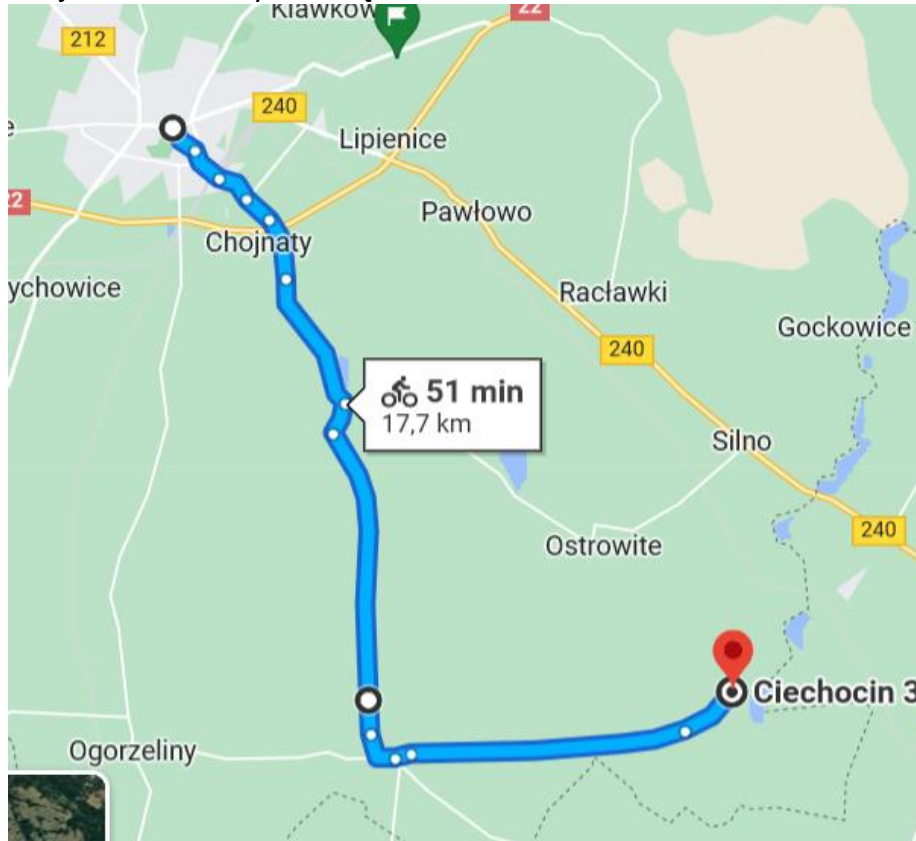 22
212
240
Lipienice
22
Pawłowo
Chojnaty
ychowice
Racławki
Gockowice
240
51 min
17,7 km
Silno
240
Ostrowite
Ciechocin 3
Ogorzeliny